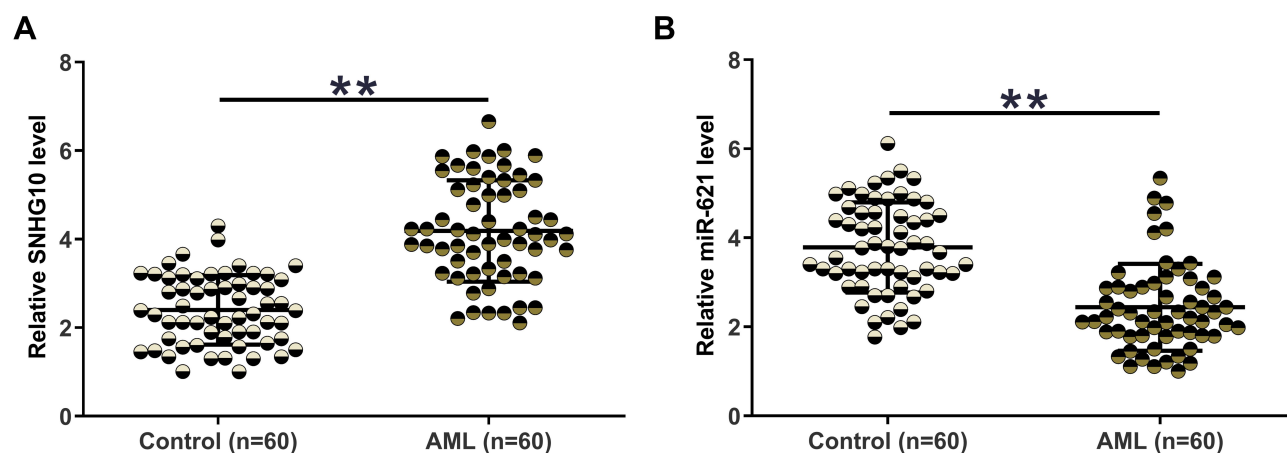 A
Relative SNHG10 level
8
6
4
2
0
**
Control (n=60)
AML (n=60)
B
Relative miR-621 level
8
6
4
2
0
**
Control (n=60)
AML (n=60)